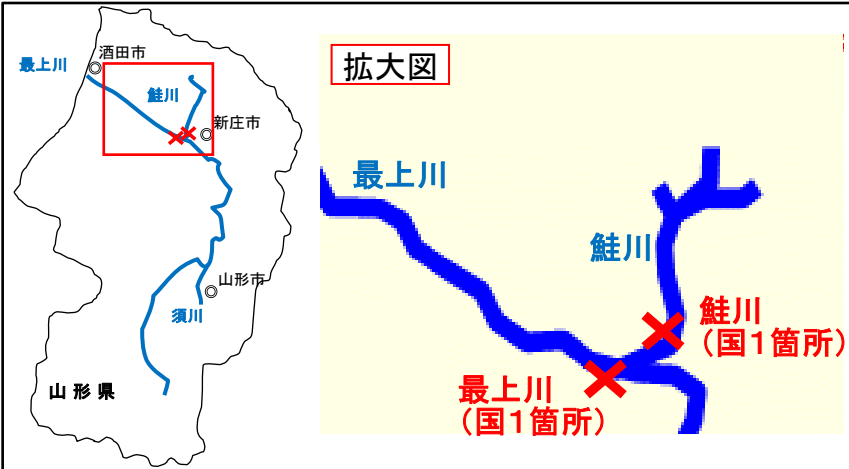 酒田市
最上川
鮭川
新庄市
山形市
須川
山形県
拡大図
最上川
鮭川
鮭川
（国１箇所）
最上川
（国１箇所）